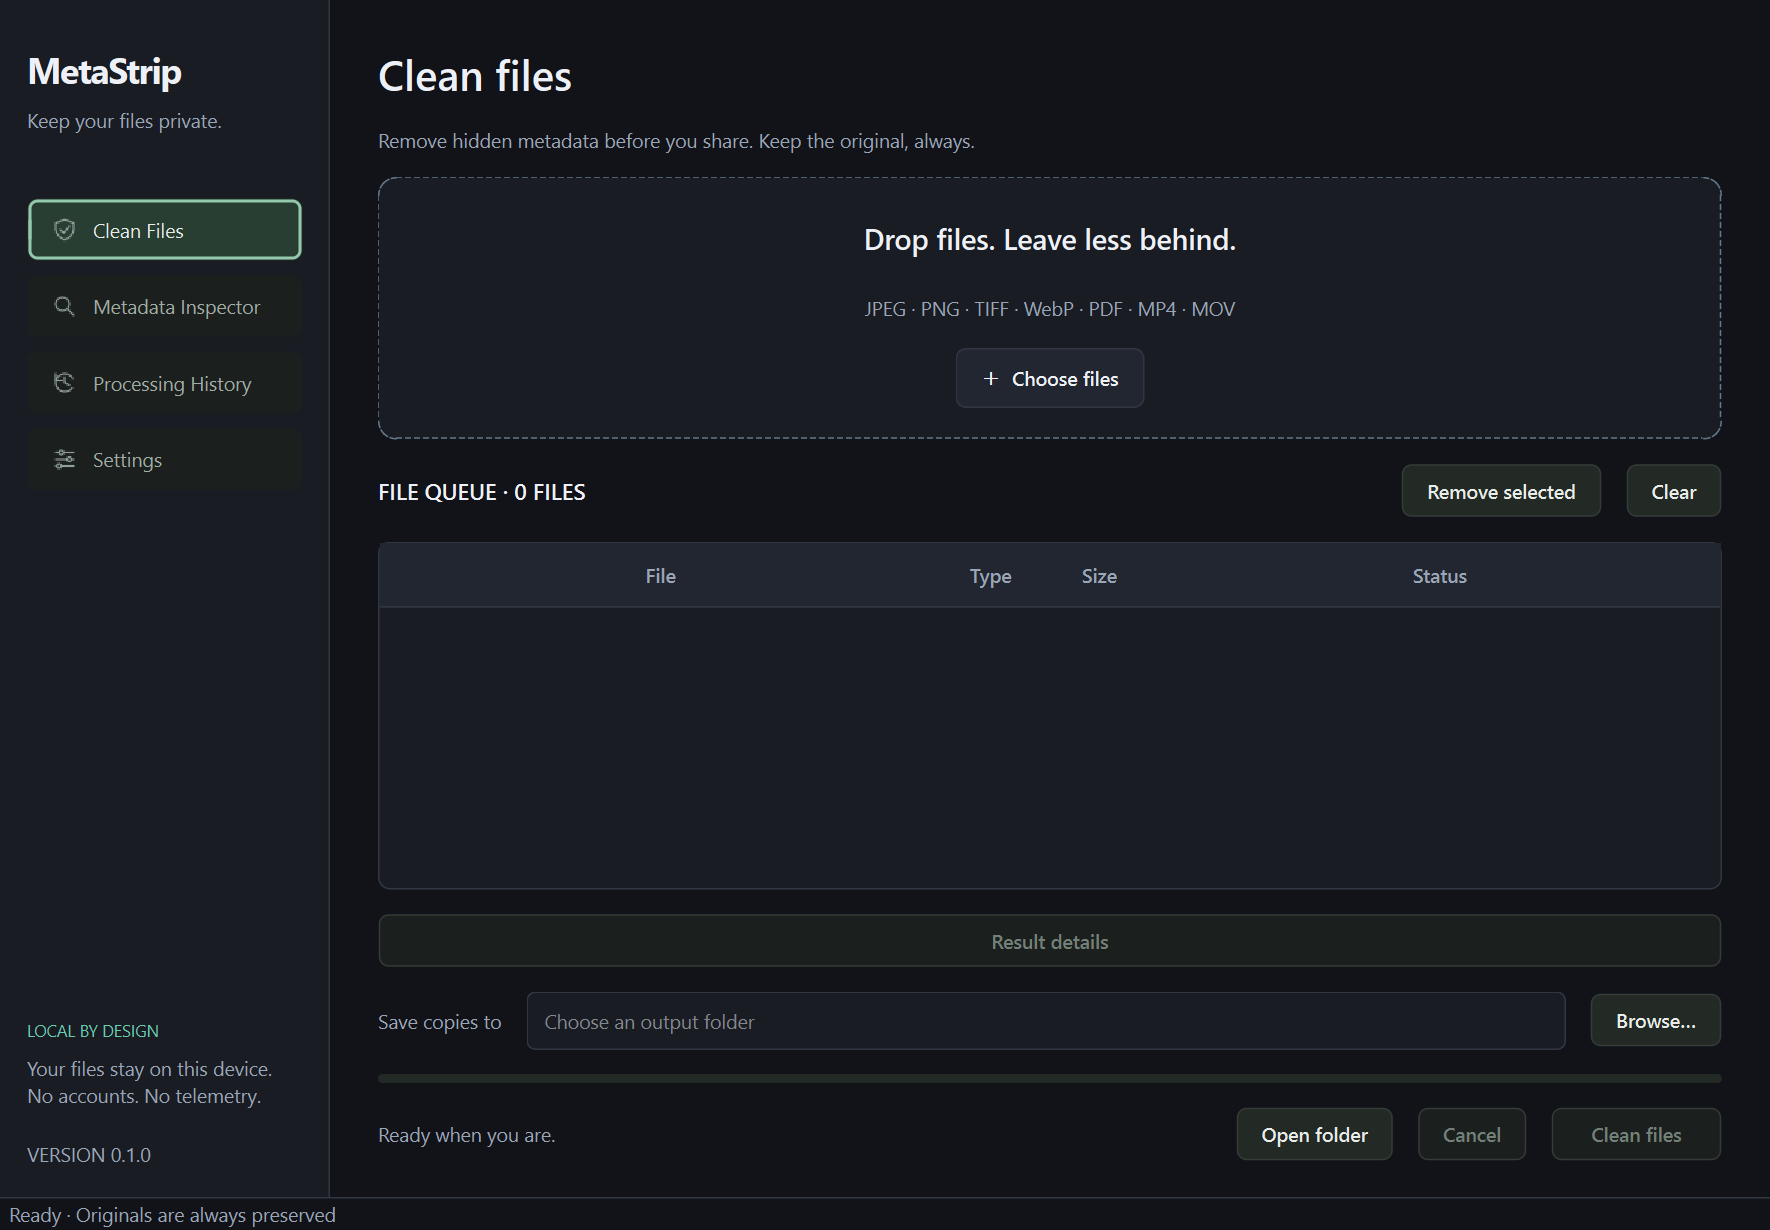 MetaStrip
Keep your files private.
Clean Files
Metadata Inspector
Processing History
Settings
LOCAL BY DESIGN
Your files stay on this device.
No accounts. No telemetry.
VERSION 0.1.0
Clean files
Remove hidden metadata before you share. Keep the original, always.
Drop files. Leave less behind.
JPEG · PNG · TIFF · WebP · PDF · MP4 · MOV
+ Choose files
FILE QUEUE · 0 FILES
Remove selected
Clear
File Type Size Status
Result details
Save copies to
Choose an output folder
Browse...
Ready when you are.
Open folder
Cancel
Clean files
Ready · Originals are always preserved